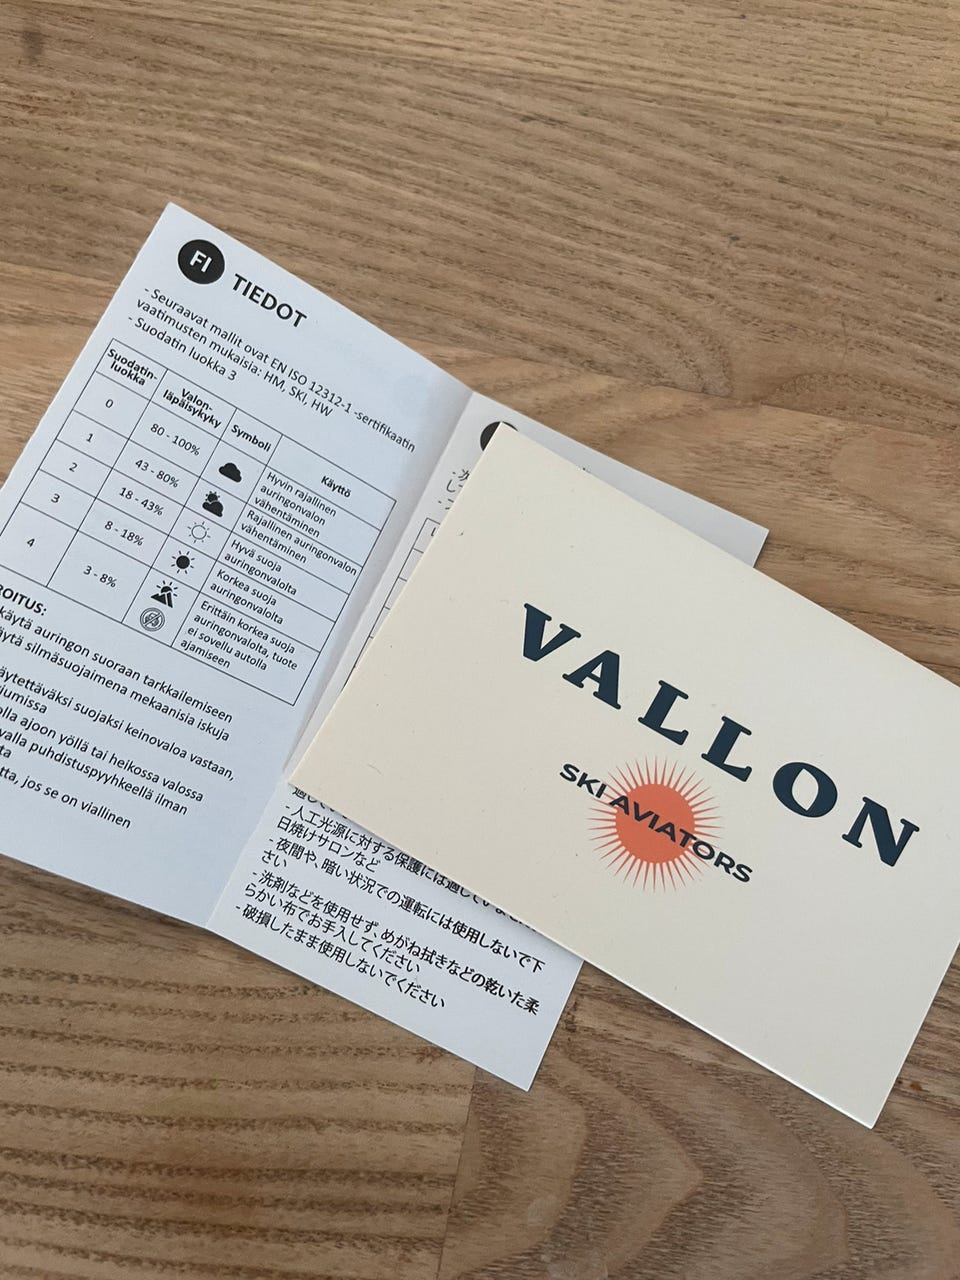 FI TIEDOT
- Seuraavat mallit ovat EN ISO 12312-1 -sertifikaatin
vaatimusten mukaisia: HM, SKI, HW
- Suodatin luokka 3
Suodatin-
luokka
Valon-
läpäisykyky
Symboli
Käyttö
0
80 - 100%
Hyvin rajallinen
auringonvalon
vähentäminen
1
43 - 80%
Rajallinen auringonvalon
vähentäminen
2
18 - 43%
Hyvä suoja
auringonvalolta
3
8 - 18%
Korkea suoja
auringonvalolta
4
3 - 8%
Erittäin korkea suoja
auringonvalolta, tuote
ei sovellu autolla
ajamiseen
ROITUS:
käytä auringon suoraan tarkkailemiseen
äytä silmäsuojaimena mekaanisia iskuja
äytettäväksi suojaksi keinovaloa vastaan,
iumissa
olla ajoon yöllä tai heikossa valossa
valla puhdistuspyyhkeellä ilman
ta
tta, jos se on viallinen
- 人工光源に対する保護には適していません
日焼けサロンなど
- 夜間や、暗い状況での運転には使用しないで下
さい
- 洗剤などを使用せず、めがね拭きなどの乾いた柔
らかい布でお手入してください
- 破損したまま使用しないでください
VALLON
SKI AVIATORS